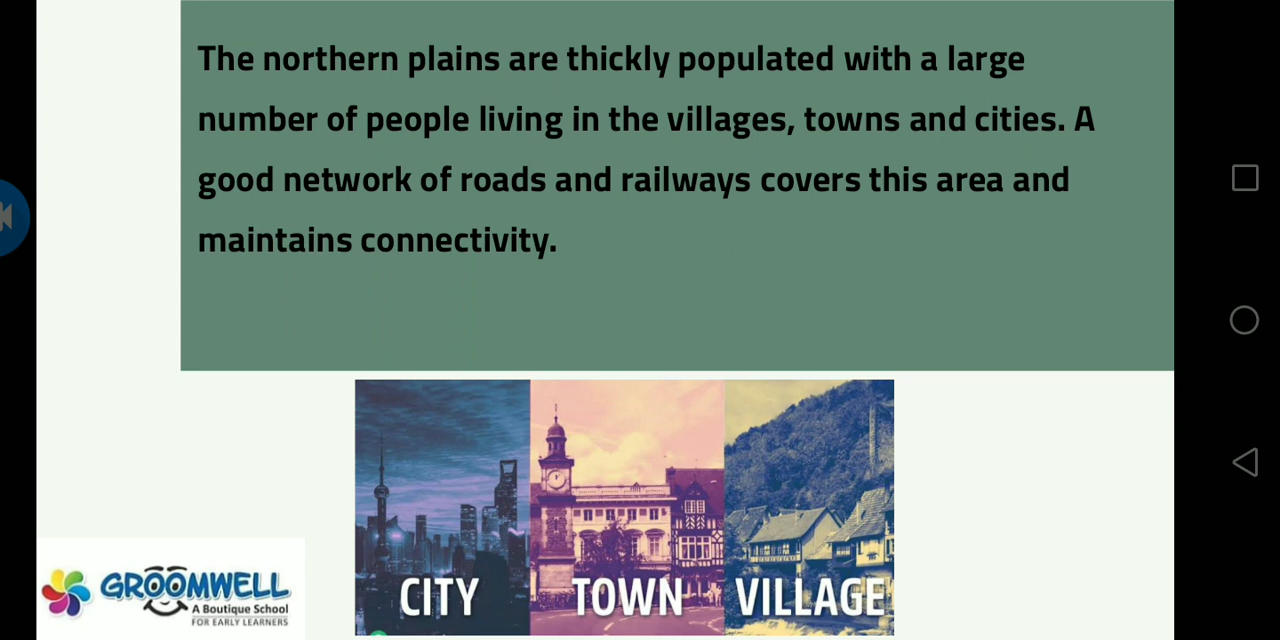 The northern plains are thickly populated with a large
number of people living in the villages, towns and cities. A
good network of roads and railways covers this area and
maintains connectivity.
CITY
TOWN
VILLAGE
GROOMWELL
A Boutique School
FOR EARLY LEARNERS